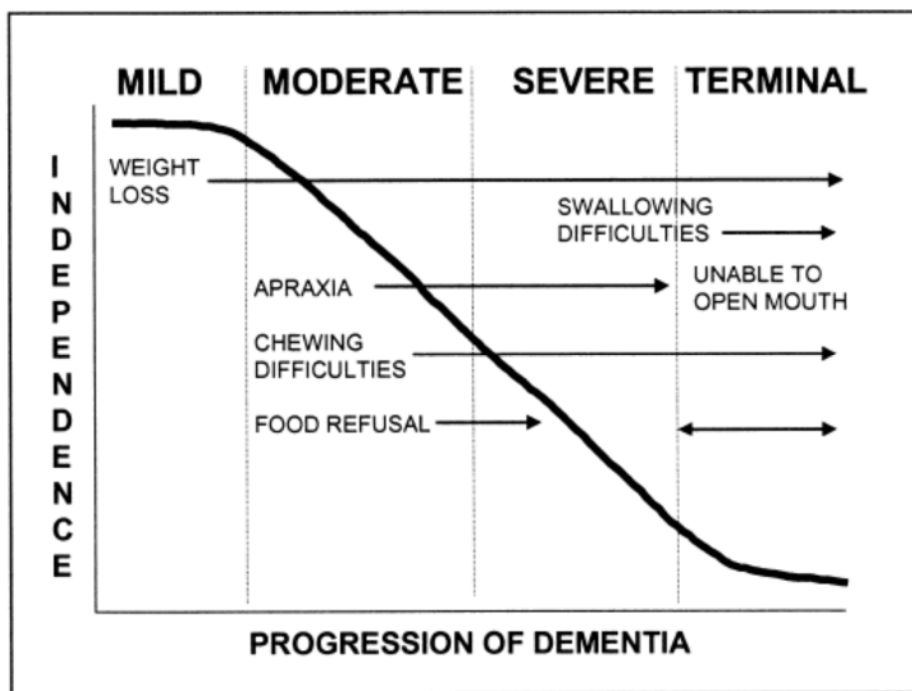 MILD MODERATE SEVERE TERMINAL
INDEPENDENCE
WEIGHT
LOSS
SWALLOWING
DIFFICULTIES
APRAXIA
UNABLE TO
OPEN MOUTH
CHEWING
DIFFICULTIES
FOOD REFUSAL
PROGRESSION OF DEMENTIA